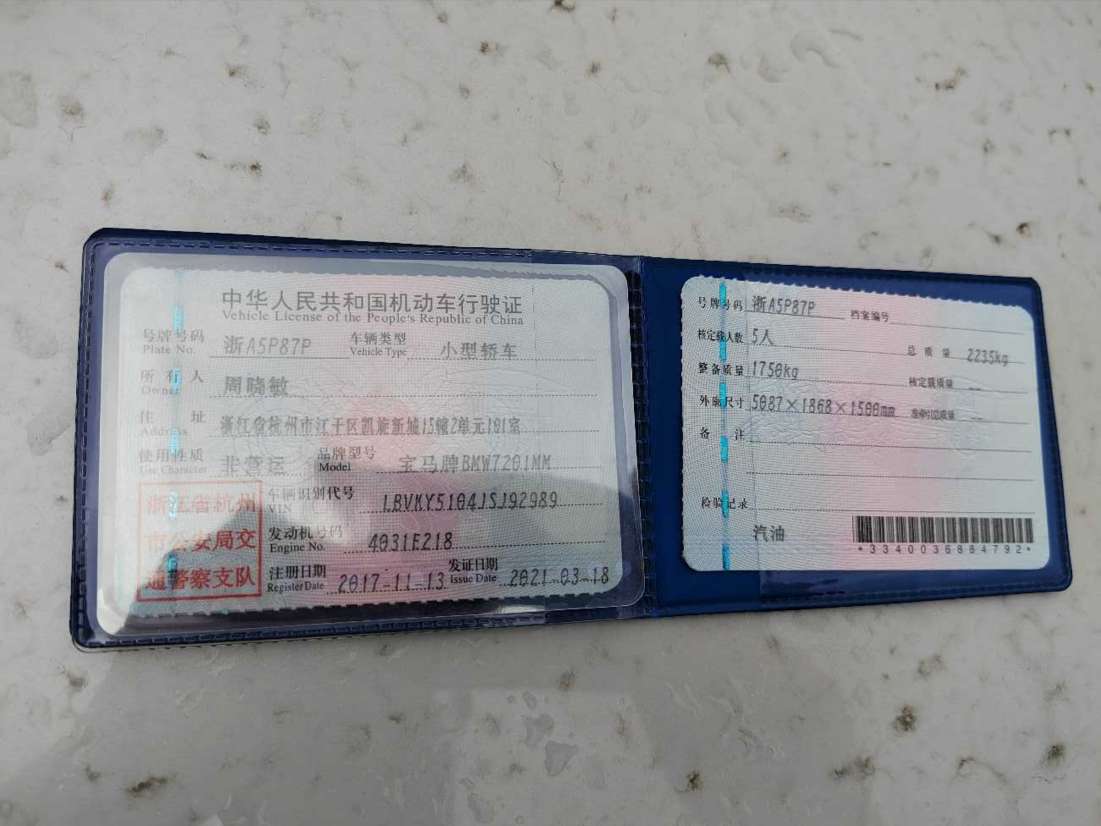 中华人民共和国机动车行驶证
Vehicle License of the People's Republic of China
号牌号码 浙A5P87P 车辆类型 小型轿车
Plate No. Vehicle Type
所有人 周晓敏
Owner
住址 浙江省杭州市江干区凯旋新城15幢2单元101室
Address
使用性质 非营运 品牌型号 宝马牌BMW7201MM
Use Character Model
车辆识别代号 LBVKY5104JSJ92989
VIN
发动机号码 4031E218
Engine No.
注册日期 2017-11-13 发证日期 2021-03-18
Register Date Issue Date
浙江省杭州
市公安局交
通警察支队
号牌号码 浙A5P87P 档案编号
核定载人数 5人 总质量 2235kg
整备质量 1750kg 核定载质量 --
外廓尺寸 5087×1868×1500mm 准牵引总质量 --
备注
检验记录
汽油
*3340036884792*